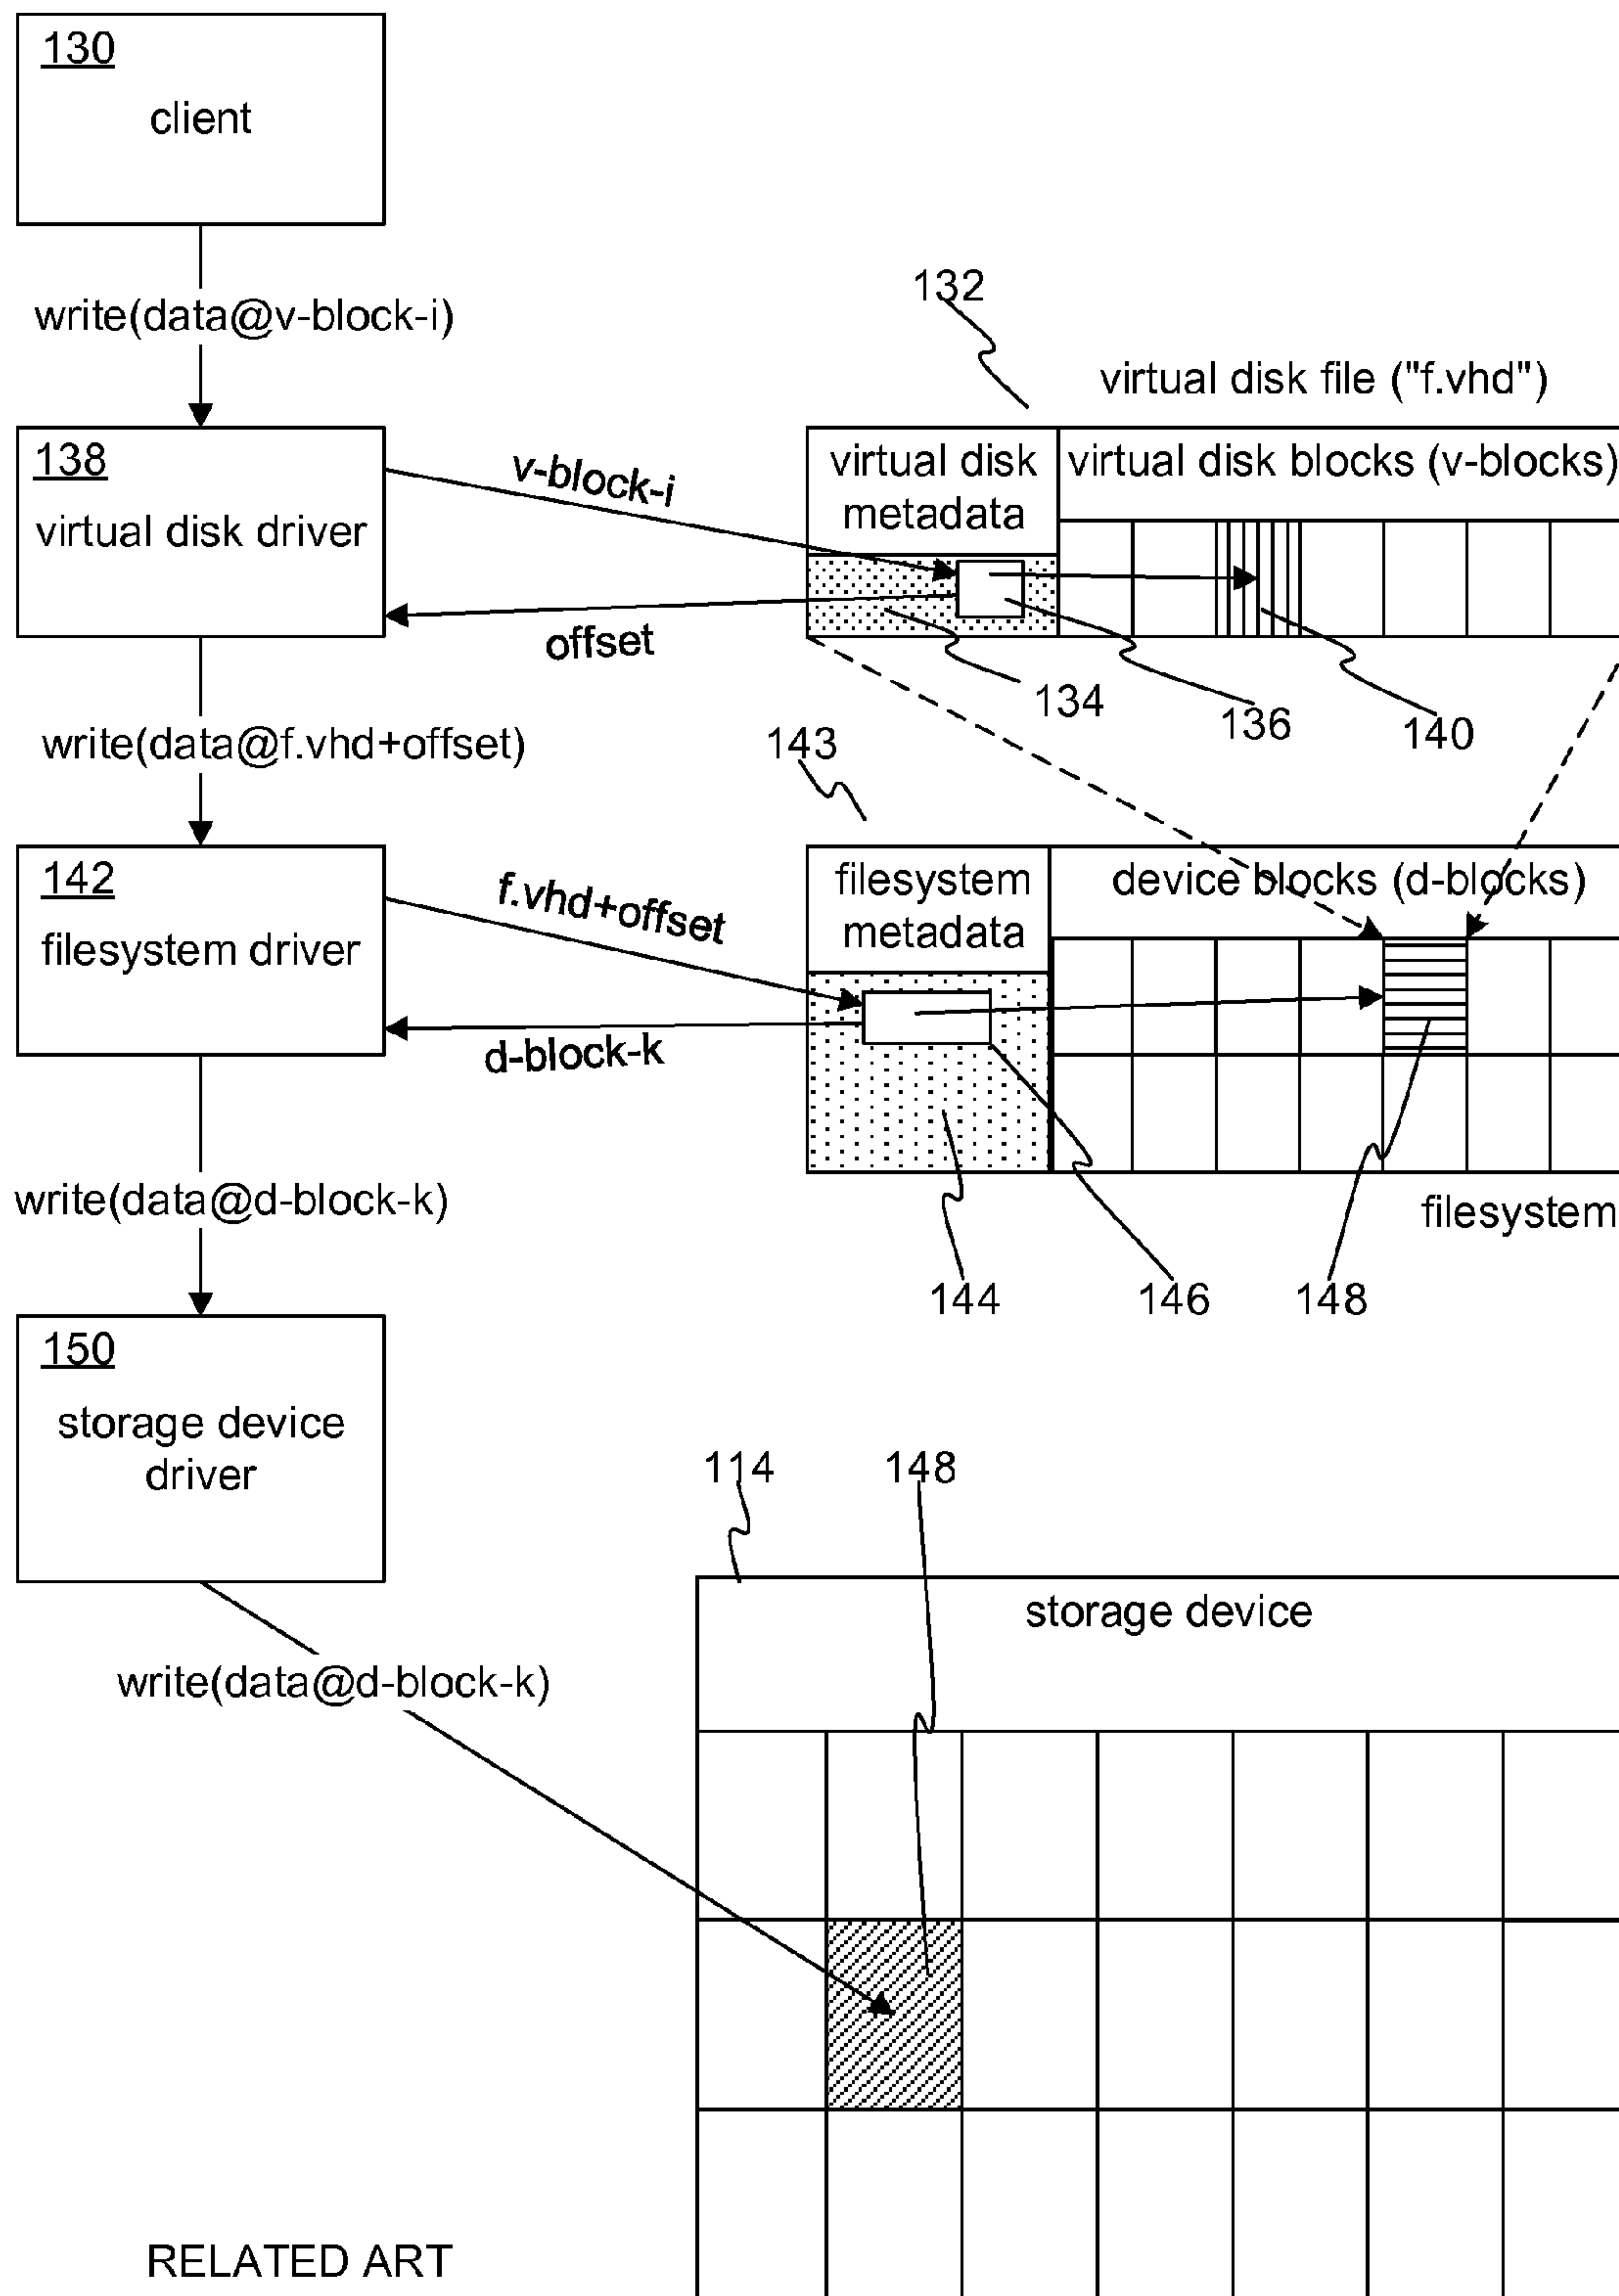 130
client
write(data@v-block-i)
132
virtual disk file ("f.vhd")
138
virtual disk driver
v-block-i
offset
virtual disk
metadata
virtual disk blocks (v-blocks)
134
136
140
write(data@f.vhd+offset)
143
142
filesystem driver
f.vhd+offset
d-block-k
filesystem
metadata
device blocks (d-blocks)
filesystem
144
146
148
write(data@d-block-k)
150
storage device
driver
114
148
storage device
write(data@d-block-k)
RELATED ART